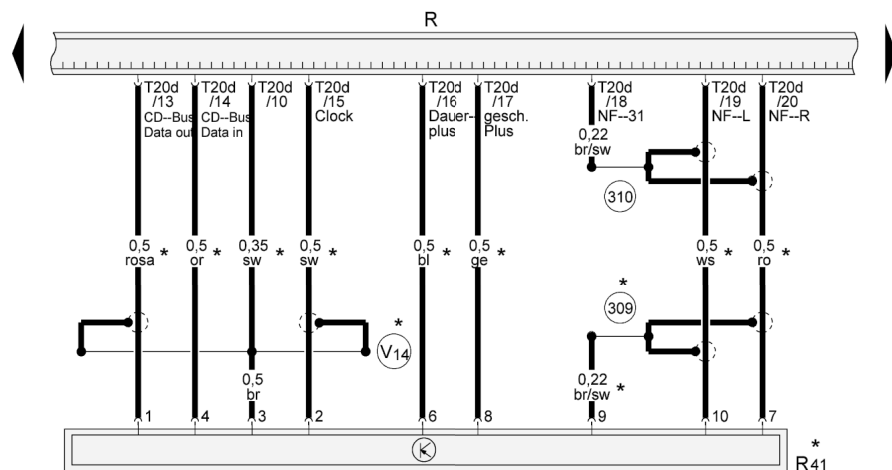 R
T20d
/13
CD--Bus
Data out
T20d
/14
CD--Bus
Data in
T20d
/10
T20d
/15
Clock
T20d
/16
Dauer--
plus
T20d
/17
gesch.
Plus
T20d
/18
NF--31
T20d
/19
NF--L
T20d
/20
NF--R
0,22
br/sw
310
0,5
rosa *
0,5
or *
0,35
sw *
0,5
sw *
0,5
bl *
0,5
ge *
0,5
ws *
0,5
ro *
*
309
*
V14
0,5
br
0,22
br/sw *
1
4
3
2
6
8
9
10
7
*
R41